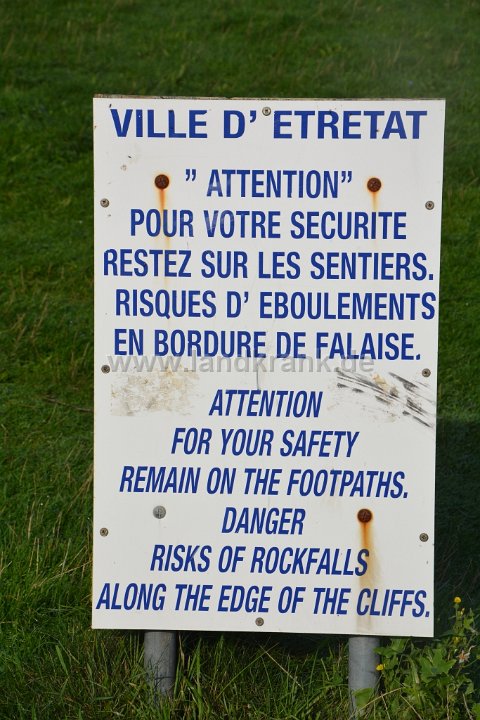 VILLE D' ETRETAT
" ATTENTION"
POUR VOTRE SECURITE
RESTEZ SUR LES SENTIERS.
RISQUES D' EBOULEMENTS
EN BORDURE DE FALAISE.
www.landkrank.de
ATTENTION
FOR YOUR SAFETY
REMAIN ON THE FOOTPATHS.
DANGER
RISKS OF ROCKFALLS
ALONG THE EDGE OF THE CLIFFS.